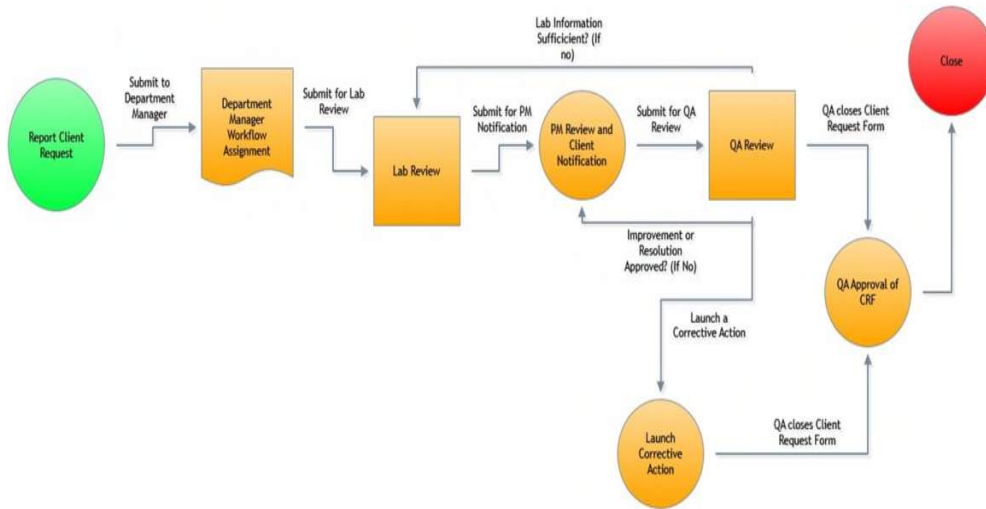 Lab Information
Sufficicient? (If
no)
Close
Submit to
Department
Manager
Submit for Lab
Review
Submit for PM
Notification
Submit for QA
Review
QA closes Client
Request Form
Report Client
Request
Department
Manager
Workflow
Assignment
Lab Review
PM Review and
Client
Notification
QA Review
Improvement or
Resolution
Approved? (If No)
QA Approval of
CRF
Launch a
Corrective Action
Launch
Corrective
Action
QA closes Client
Request Form